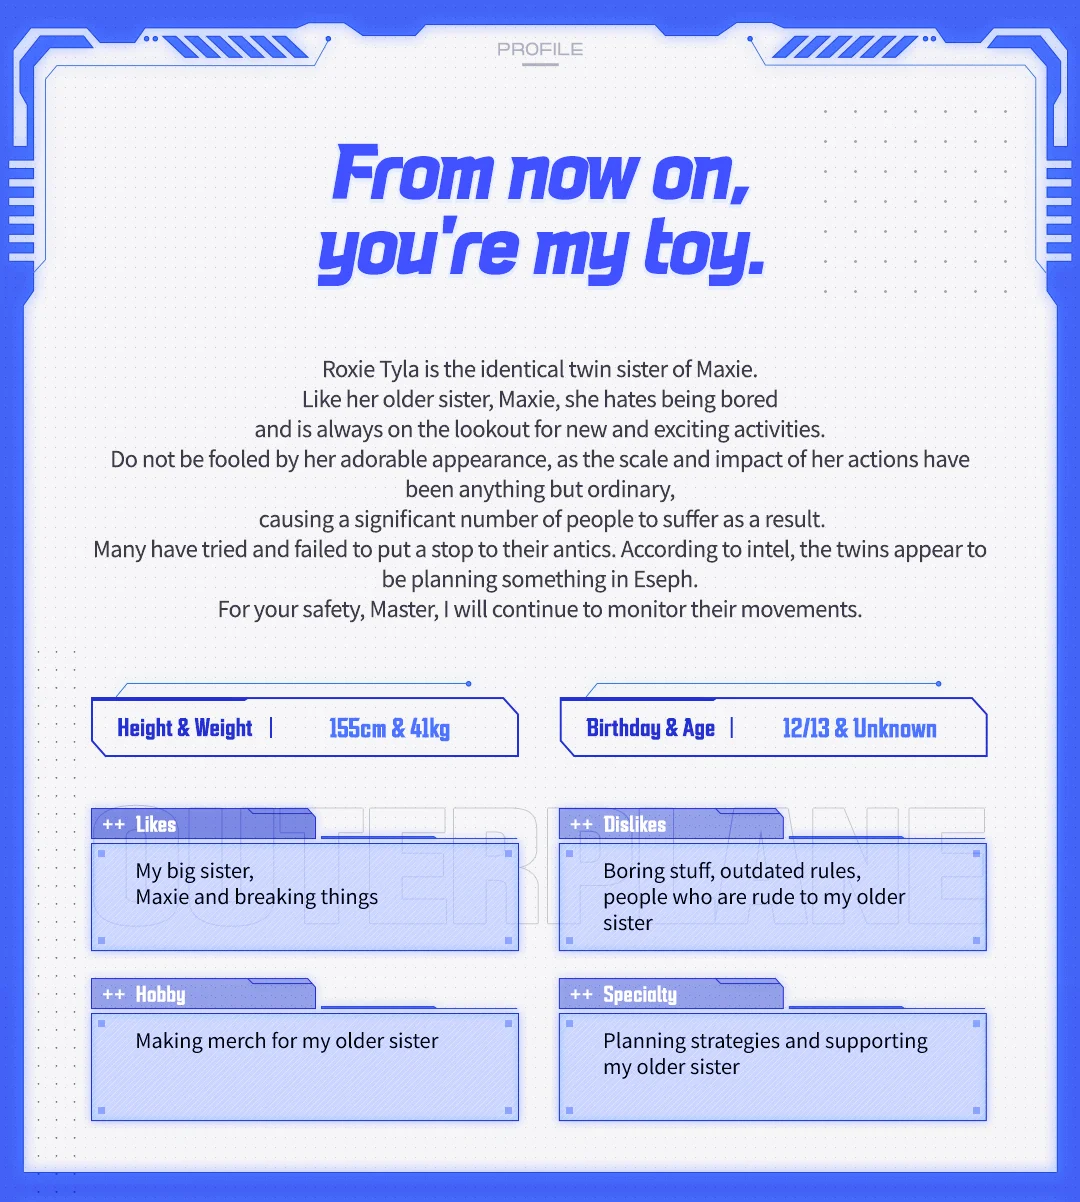 PROFILE
From now on,
you're my toy.
Roxie Tyla is the identical twin sister of Maxie.
Like her older sister, Maxie, she hates being bored
and is always on the lookout for new and exciting activities.
Do not be fooled by her adorable appearance, as the scale and impact of her actions have
been anything but ordinary,
causing a significant number of people to suffer as a result.
Many have tried and failed to put a stop to their antics. According to intel, the twins appear to
be planning something in Eseph.
For your safety, Master, I will continue to monitor their movements.
Height & Weight | 155cm & 41kg
Birthday & Age | 12/13 & Unknown
OUTERPLANE
++ Likes
My big sister,
Maxie and breaking things
++ Dislikes
Boring stuff, outdated rules,
people who are rude to my older
sister
++ Hobby
Making merch for my older sister
++ Specialty
Planning strategies and supporting
my older sister